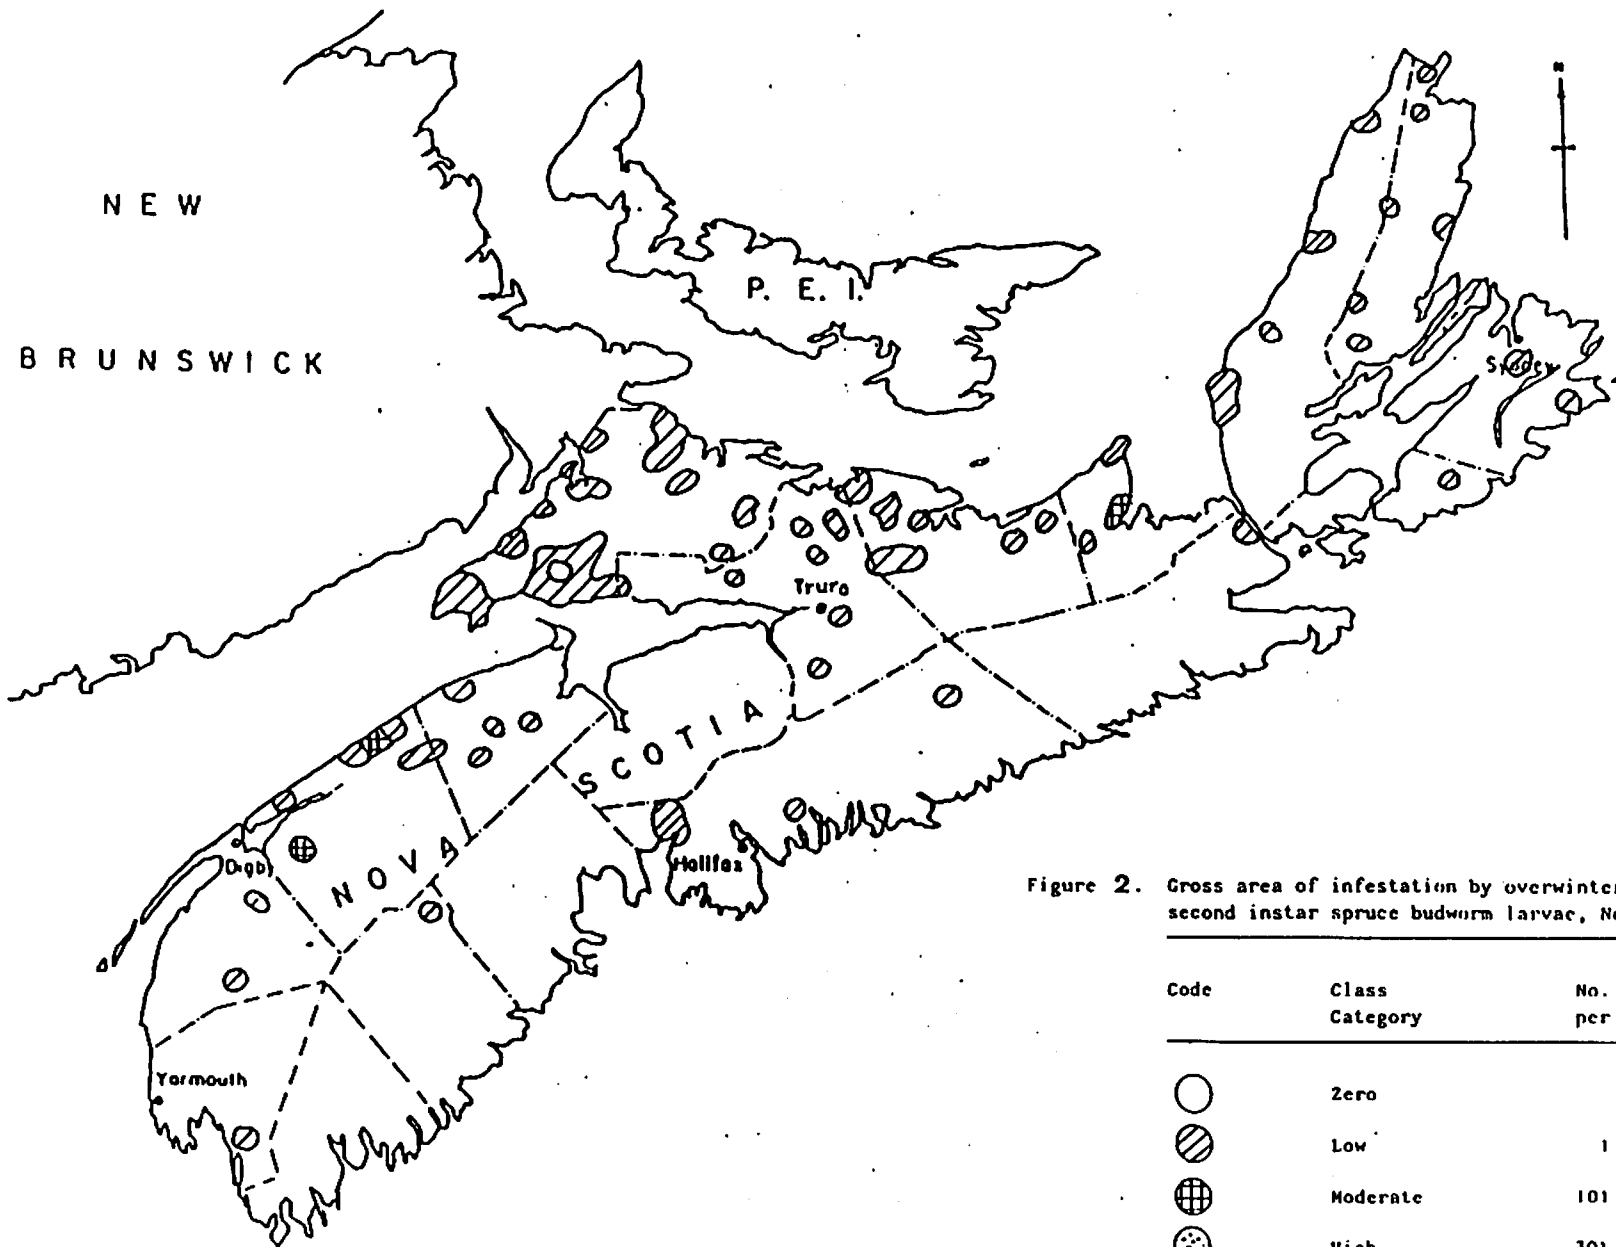 N
NEW
BRUNSWICK
P. E. I.
Sydney
Truro
NOVA
SCOTIA
Halifax
Digby
Yarmouth
Figure 2. Gross area of infestation by
second instar spruce budworm larvae,
Code Class No.
Category per
Zero
Low 1
Moderate 101
High